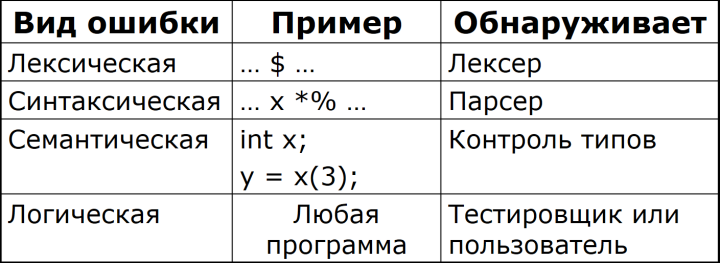 Вид ошибки Пример Обнаруживает
Лексическая ... $ ... Лексер
Синтаксическая ... x *% ... Парсер
Семантическая int x; Контроль типов
y = x(3);
Логическая Любая Тестировщик или
программа пользователь